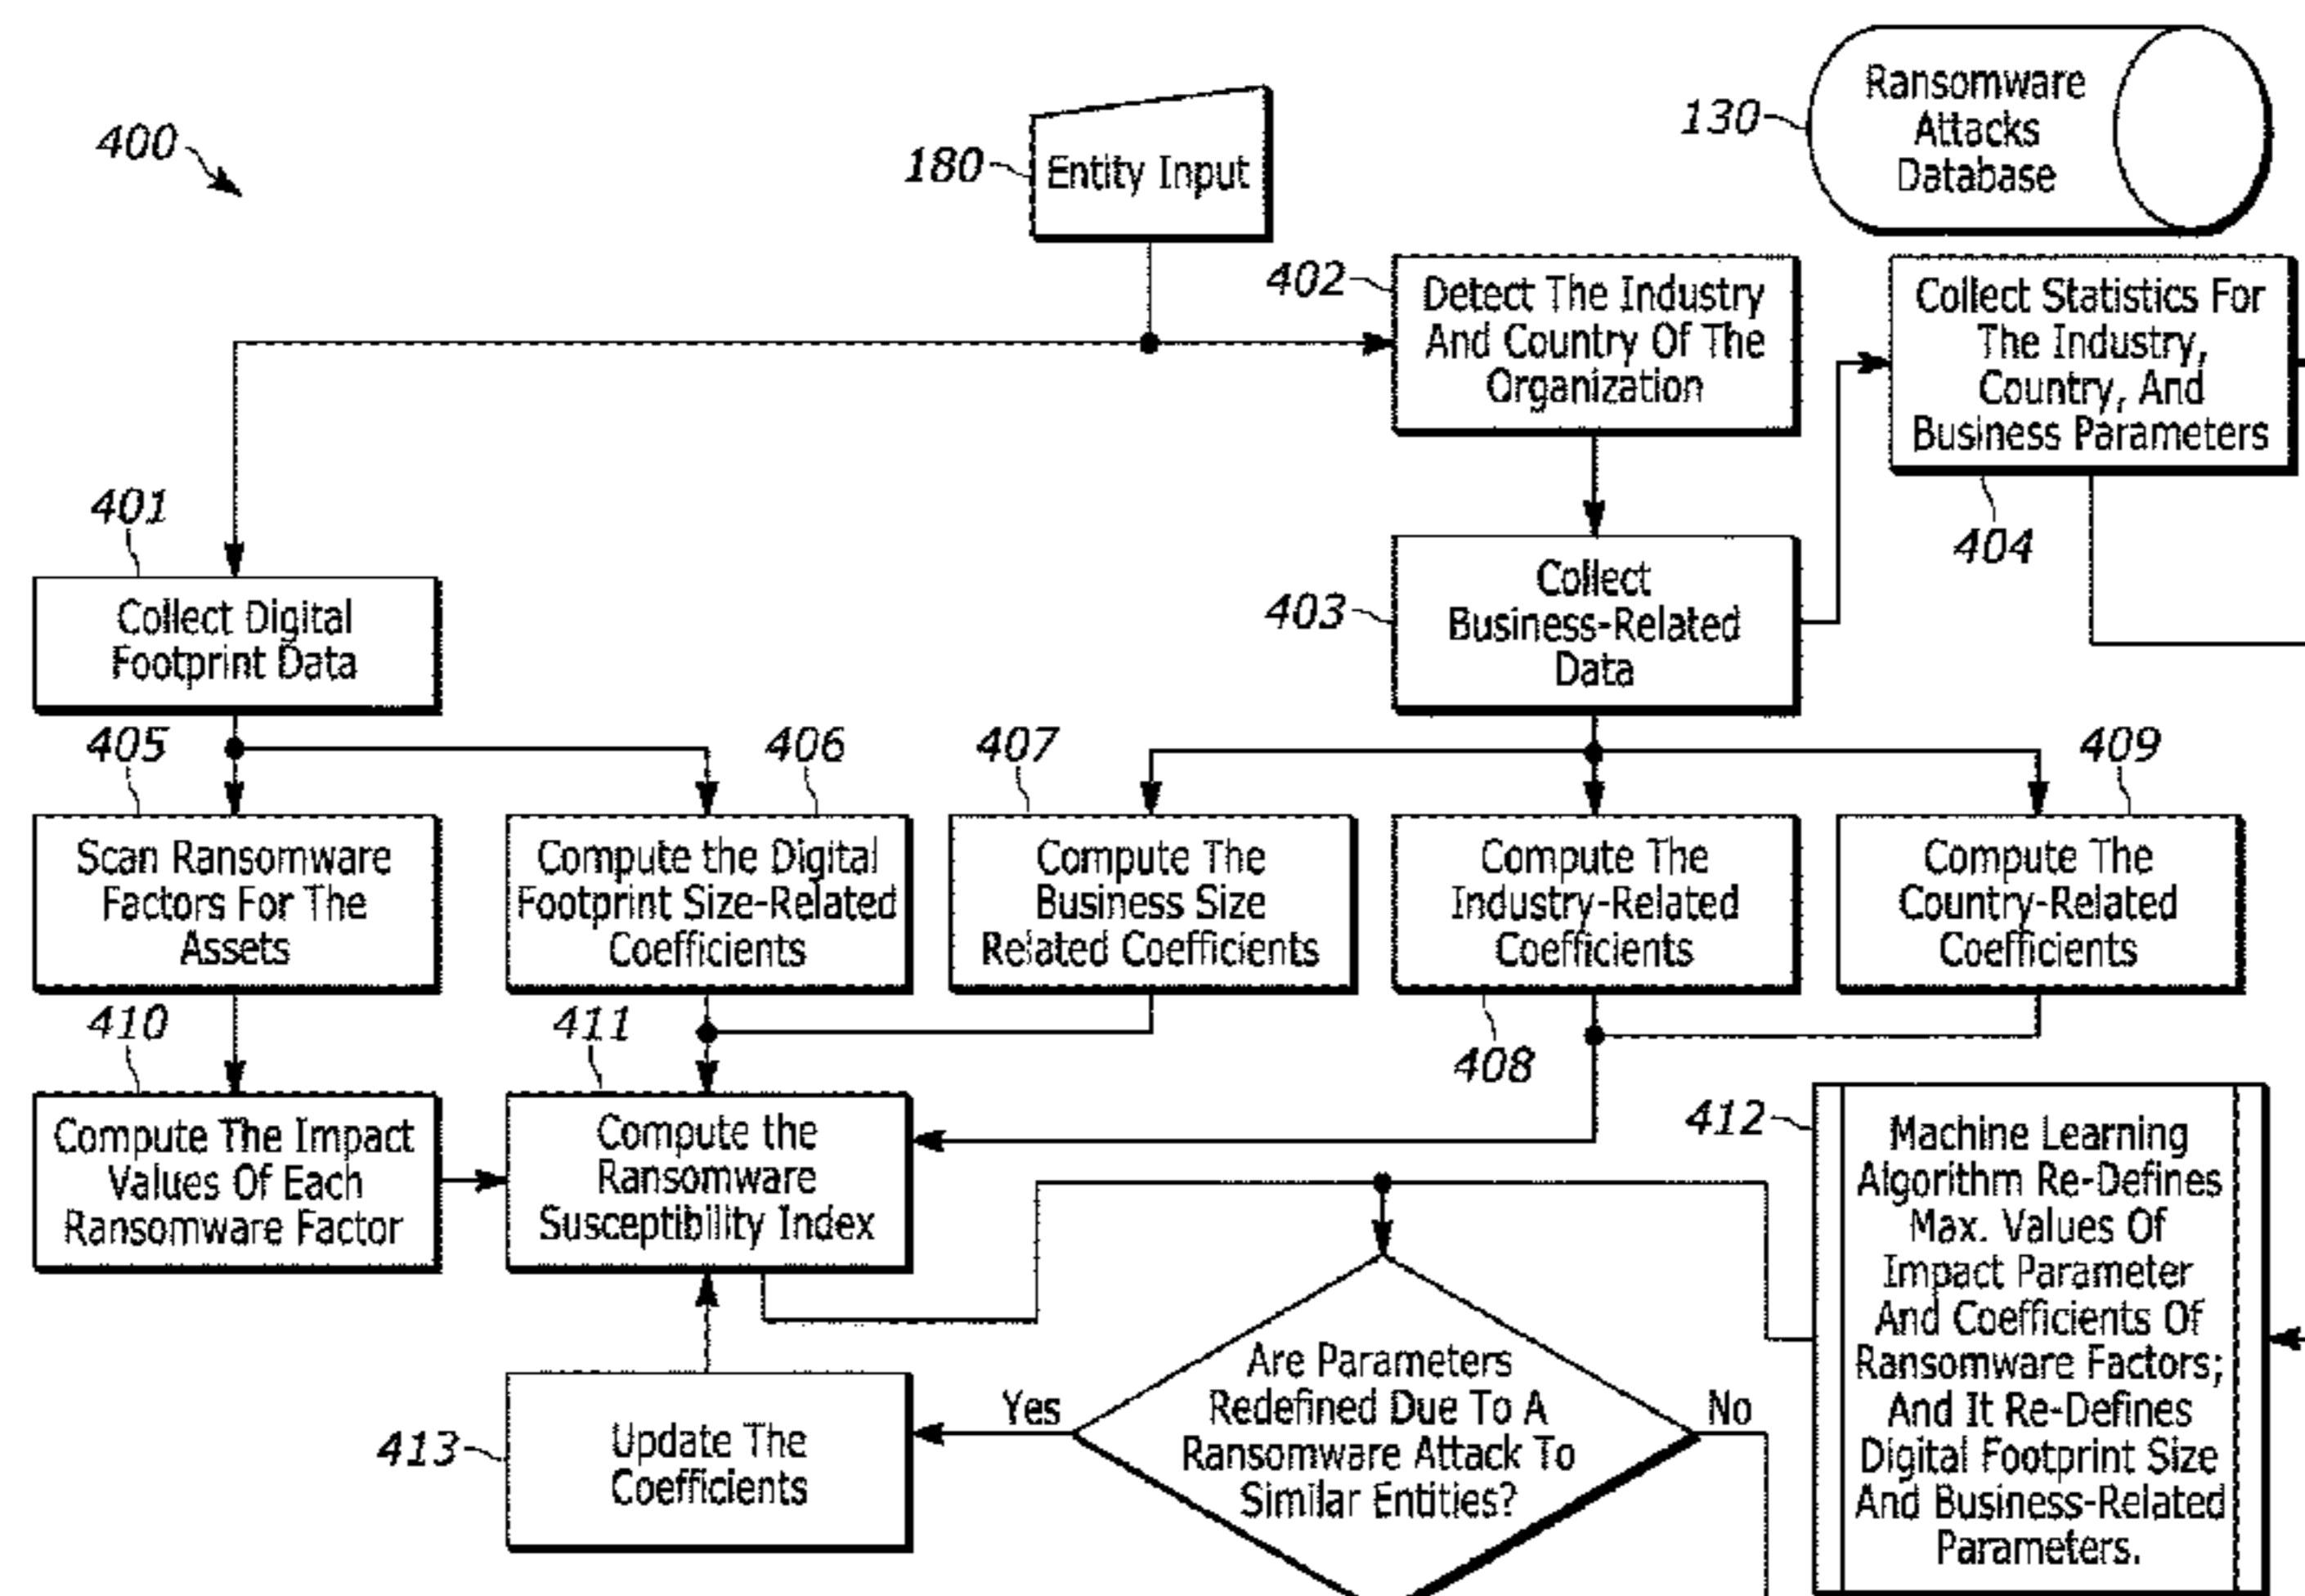 400
180
Entity Input
130
Ransomware
Attacks
Database
402
Detect The Industry
And Country Of The
Organization
Collect Statistics For
The Industry,
Country, And
Business Parameters
404
401
Collect Digital
Footprint Data
403
Collect
Business-Related
Data
405
Scan Ransomware
Factors For The
Assets
406
Compute the Digital
Footprint Size-Related
Coefficients
407
Compute The
Business Size
Related Coefficients
Compute The
Industry-Related
Coefficients
408
409
Compute The
Country-Related
Coefficients
410
Compute The Impact
Values Of Each
Ransomware Factor
411
Compute the
Ransomware
Susceptibility Index
412
Machine Learning
Algorithm Re-Defines
Max. Values Of
Impact Parameter
And Coefficients Of
Ransomware Factors;
And It Re-Defines
Digital Footprint Size
And Business-Related
Parameters.
413
Update The
Coefficients
Yes
Are Parameters
Redefined Due To A
Ransomware Attack To
Similar Entities?
No